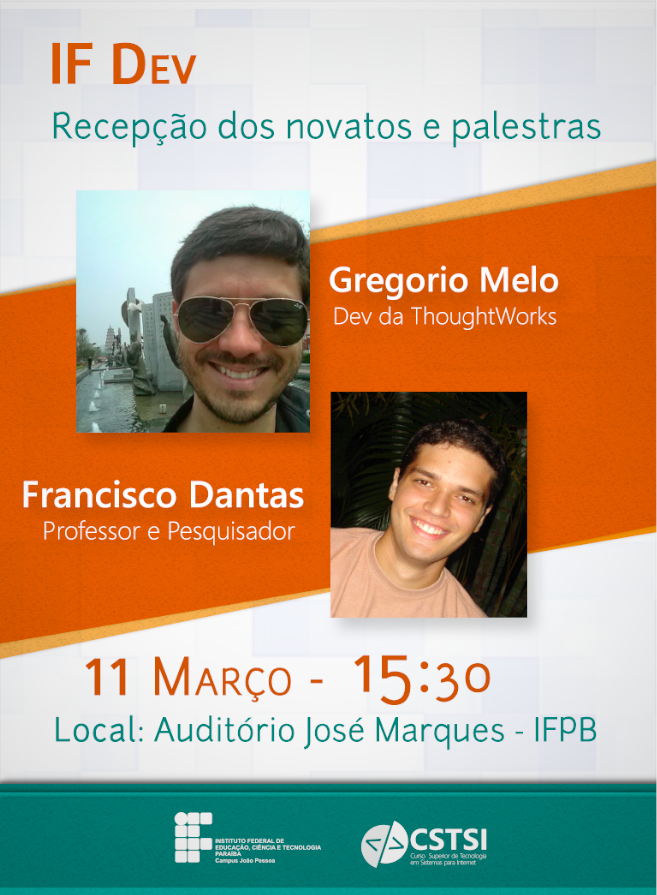 IF DEV
Recepção dos novatos e palestras
Gregorio Melo
Dev da ThoughtWorks
Francisco Dantas
Professor e Pesquisador
11 MARÇO - 15:30
Local: Auditório José Marques - IFPB
INSTITUTO FEDERAL DE
EDUCAÇÃO, CIÊNCIA E TECNOLOGIA
PARAÍBA
Campus João Pessoa
</> CSTSI
Curso Superior de Tecnologia
em Sistemas para Internet